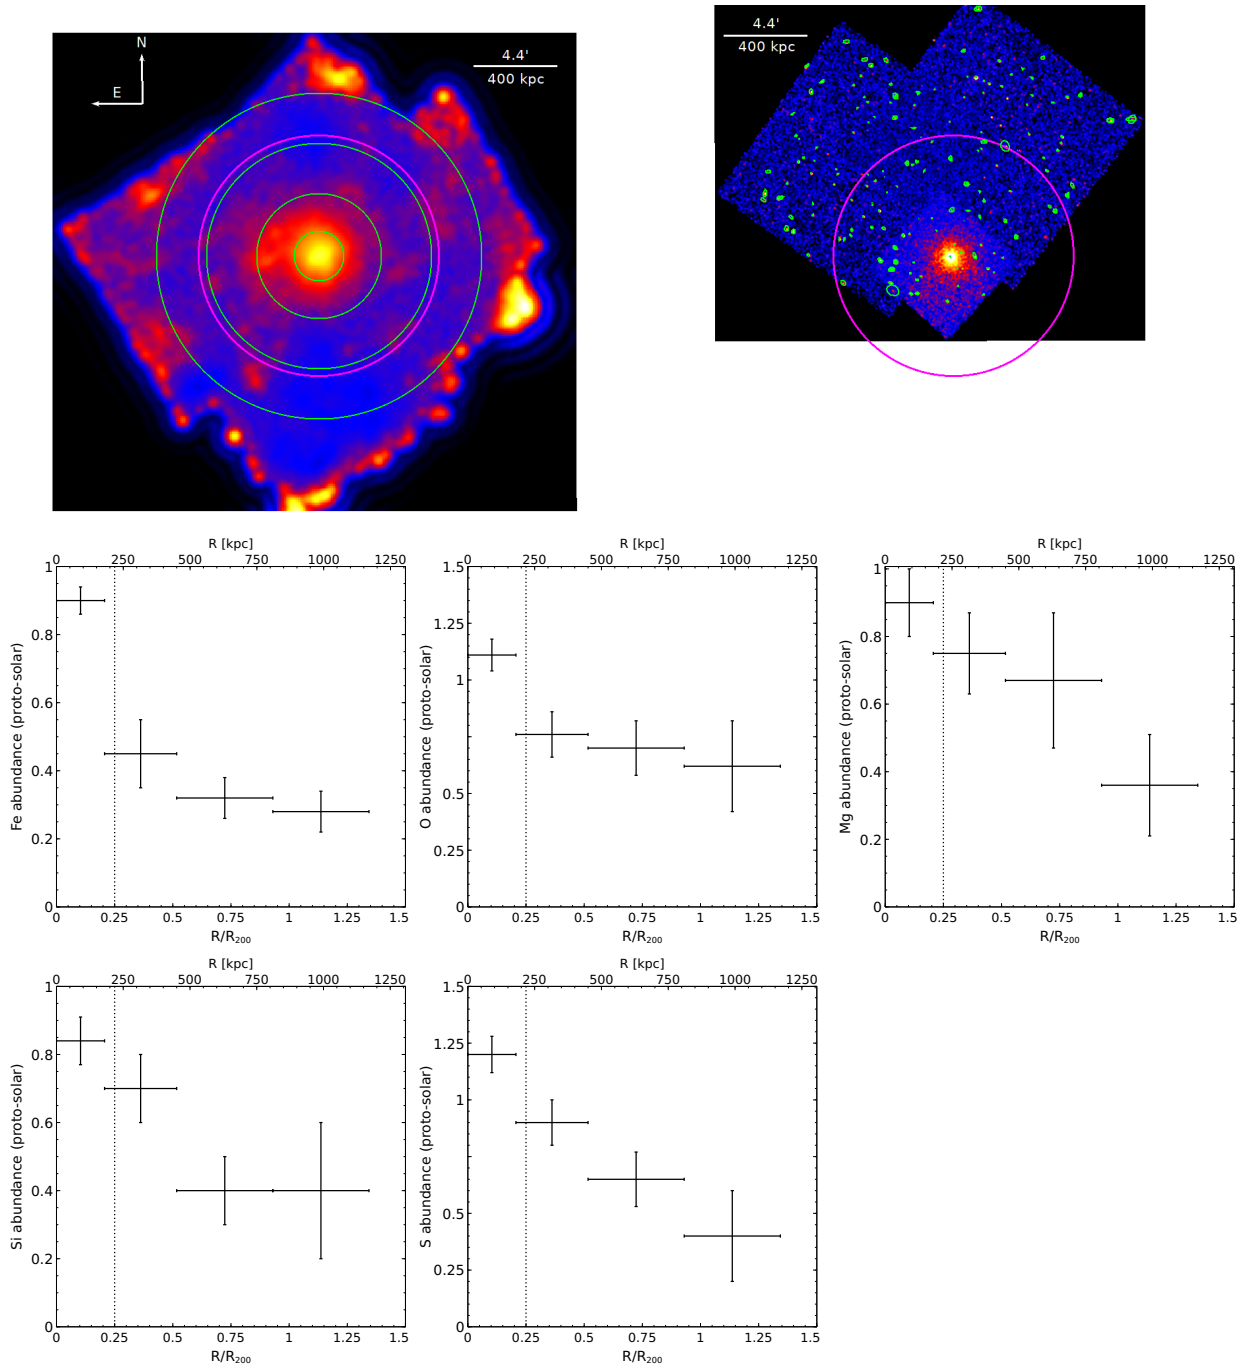 N
E
4.4'
400 kpc
4.4'
400 kpc
R [kpc]
0 250 500 750 1000 1250
1
0.8
0.6
0.4
0.2
0
Fe abundance (proto-solar)
0 0.25 0.5 0.75 1 1.25 1.5
R/R200
R [kpc]
0 250 500 750 1000 1250
1.5
1.25
1
0.75
0.5
0.25
0
O abundance (proto-solar)
0 0.25 0.5 0.75 1 1.25 1.5
R/R200
R [kpc]
0 250 500 750 1000 1250
1
0.8
0.6
0.4
0.2
0
Mg abundance (proto-solar)
0 0.25 0.5 0.75 1 1.25 1.5
R/R200
R [kpc]
0 250 500 750 1000 1250
1
0.8
0.6
0.4
0.2
0
Si abundance (proto-solar)
0 0.25 0.5 0.75 1 1.25 1.5
R/R200
R [kpc]
0 250 500 750 1000 1250
1.5
1.25
1
0.75
0.5
0.25
0
S abundance (proto-solar)
0 0.25 0.5 0.75 1 1.25 1.5
R/R200